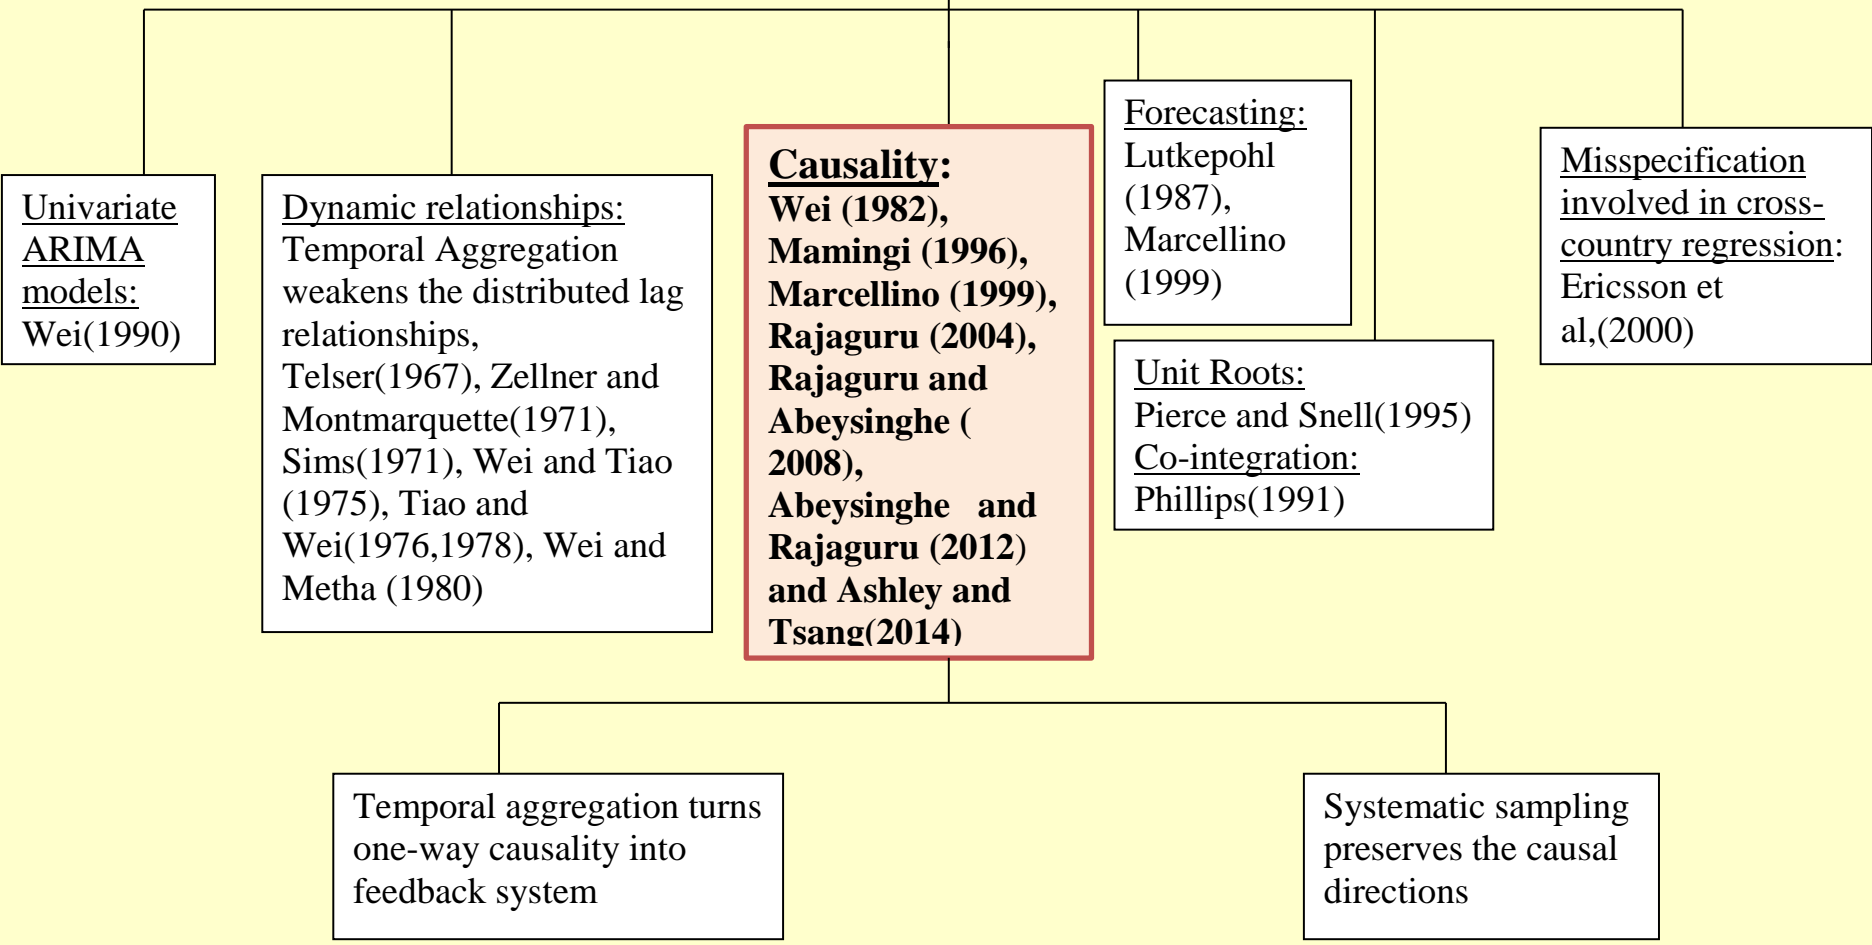 Univariate
ARIMA
models:
Wei(1990)
Dynamic relationships:
Temporal Aggregation
weakens the distributed lag
relationships,
Telser(1967), Zellner and
Montmarquette(1971),
Sims(1971), Wei and Tiao
(1975), Tiao and
Wei(1976,1978), Wei and
Metha (1980)
Causality:
Wei (1982),
Mamingi (1996),
Marcellino (1999),
Rajaguru (2004),
Rajaguru and
Abeysinghe (
2008),
Abeysinghe and
Rajaguru (2012)
and Ashley and
Tsang(2014)
Forecasting:
Lutkepohl
(1987),
Marcellino
(1999)
Unit Roots:
Pierce and Snell(1995)
Co-integration:
Phillips(1991)
Misspecification
involved in cross-
country regression:
Ericsson et
al,(2000)
Temporal aggregation turns
one-way causality into
feedback system
Systematic sampling
preserves the causal
directions